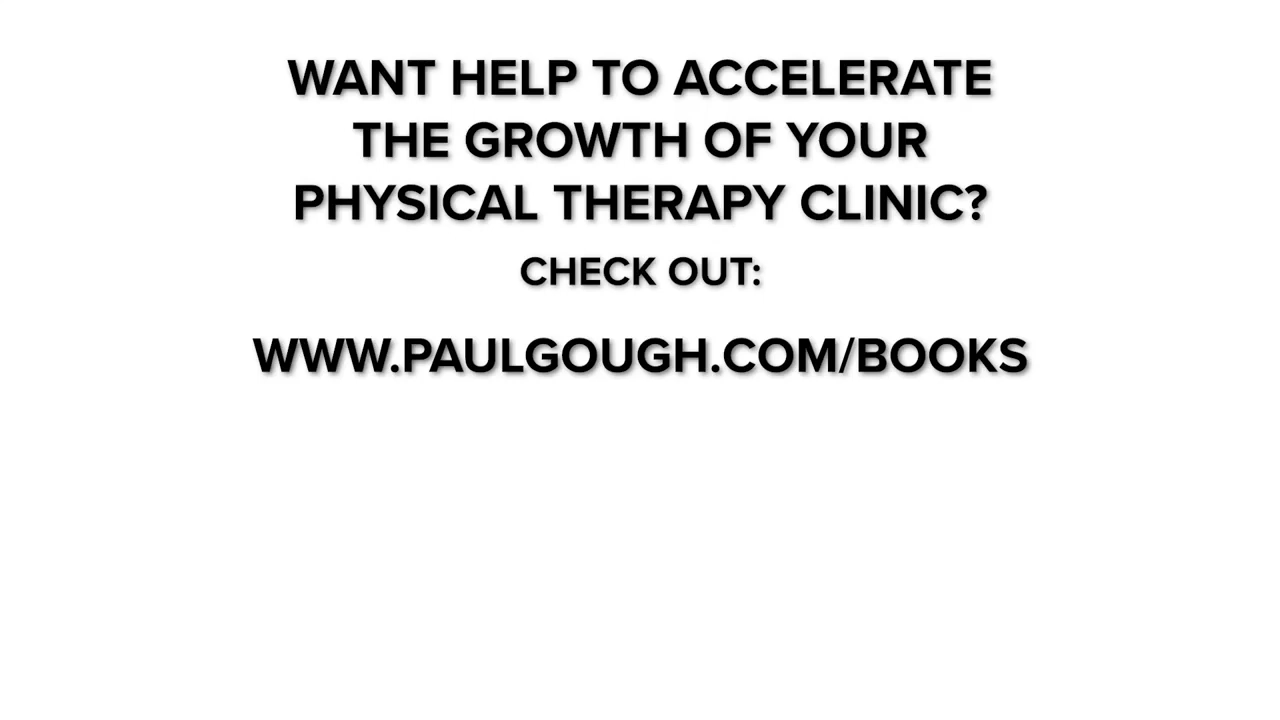 WANT HELP TO ACCELERATE
THE GROWTH OF YOUR
PHYSICAL THERAPY CLINIC?
CHECK OUT:
WWW.PAULGOUGH.COM/BOOKS